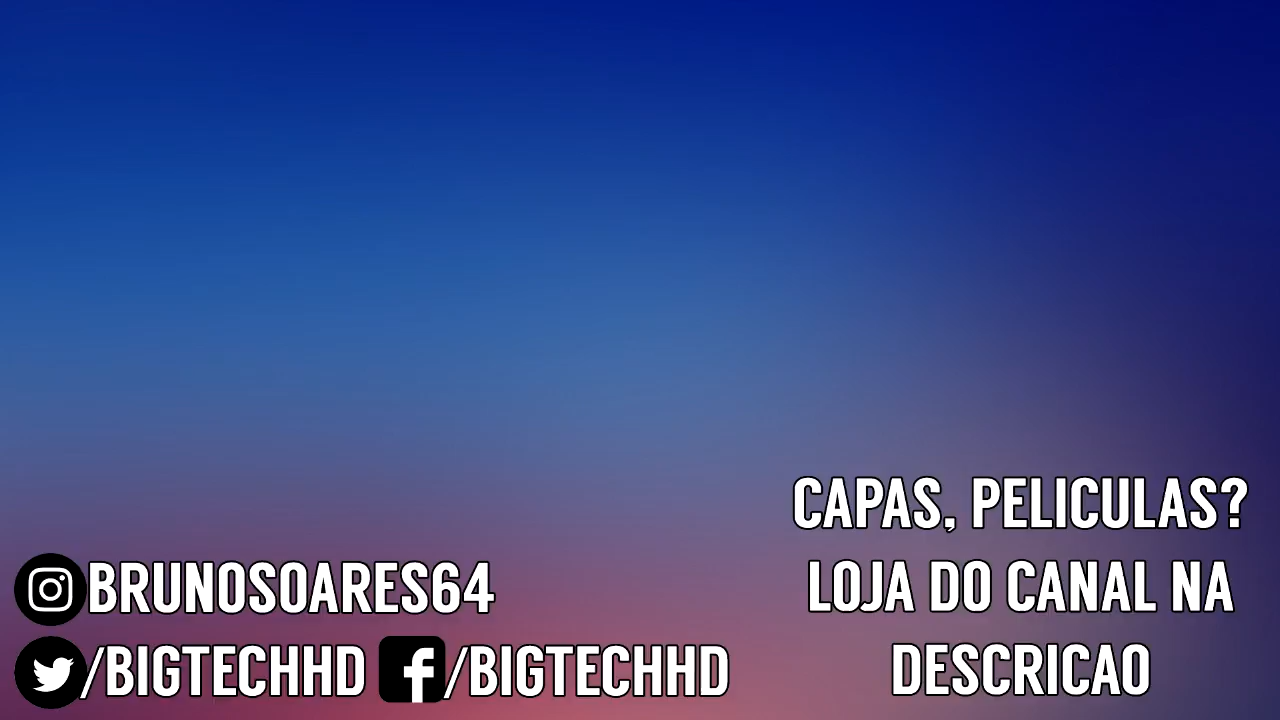 CAPAS, PELICULAS?
LOJA DO CANAL NA
DESCRICAO
BRUNOSOARES64
/BIGTECHHD /BIGTECHHD